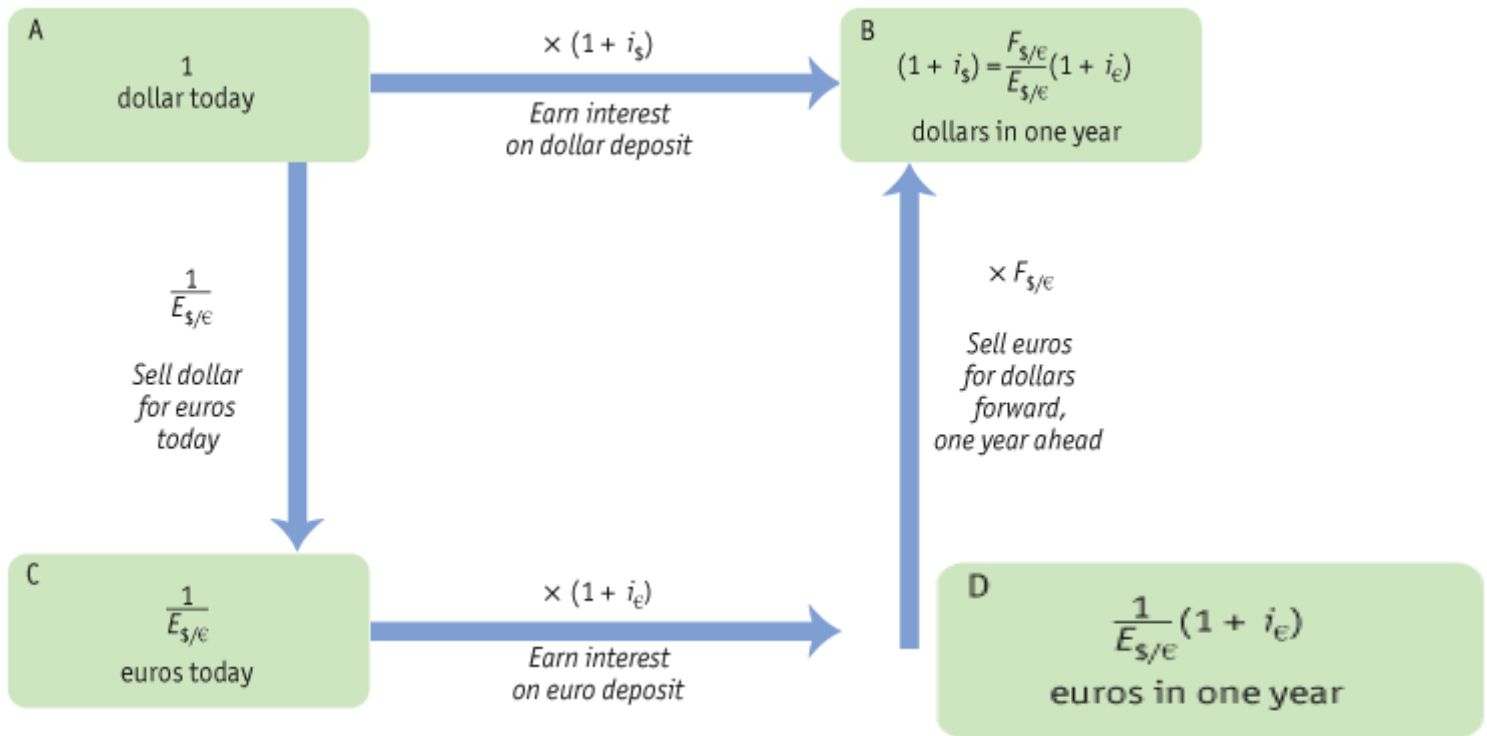 A
1
dollar today
× (1 + i$)
Earn interest
on dollar deposit
B
(1 + i$) = F$/€ / E$/€ (1 + i€)
dollars in one year
1 / E$/€
Sell dollar
for euros
today
× F$/€
Sell euros
for dollars
forward,
one year ahead
C
1 / E$/€
euros today
× (1 + i€)
Earn interest
on euro deposit
D
1 / E$/€ (1 + i€)
euros in one year